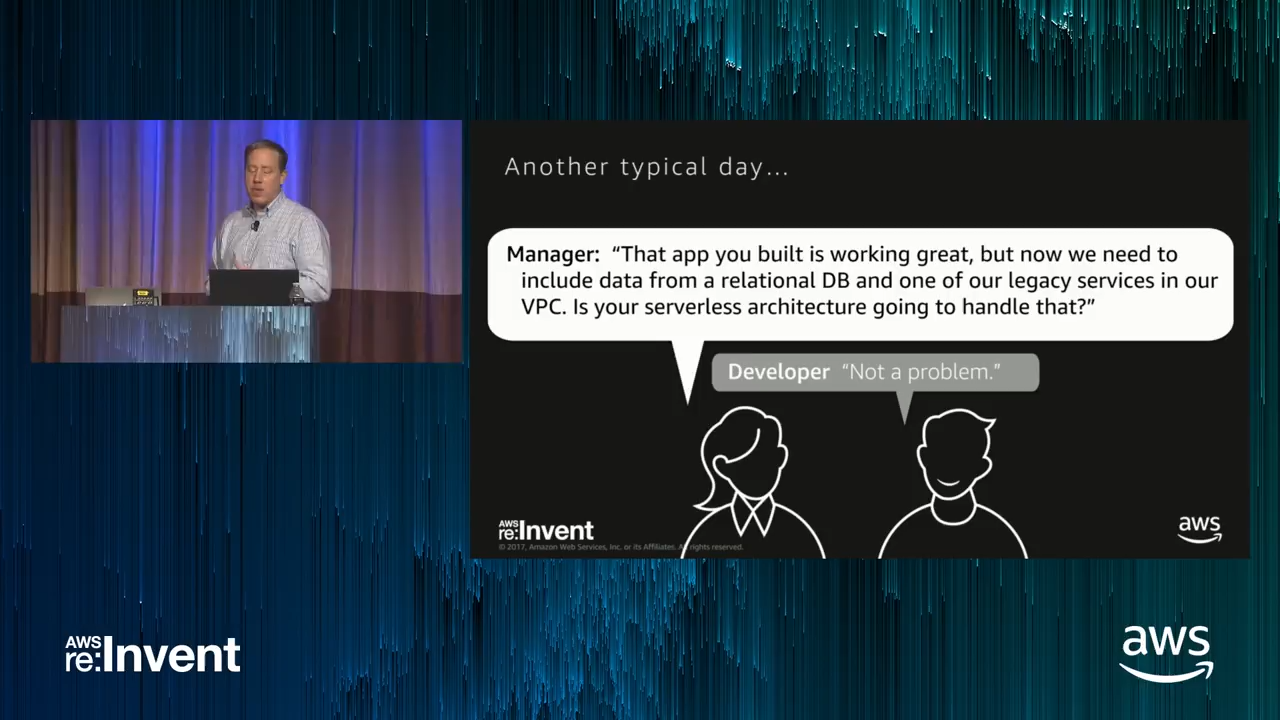 Another typical day...
Manager: “That app you built is working great, but now we need to
include data from a relational DB and one of our legacy services in our
VPC. Is your serverless architecture going to handle that?”
Developer “Not a problem.”
AWS
re:Invent
© 2017, Amazon Web Services, Inc. or its Affiliates. All rights reserved.
aws
AWS
re:Invent
aws